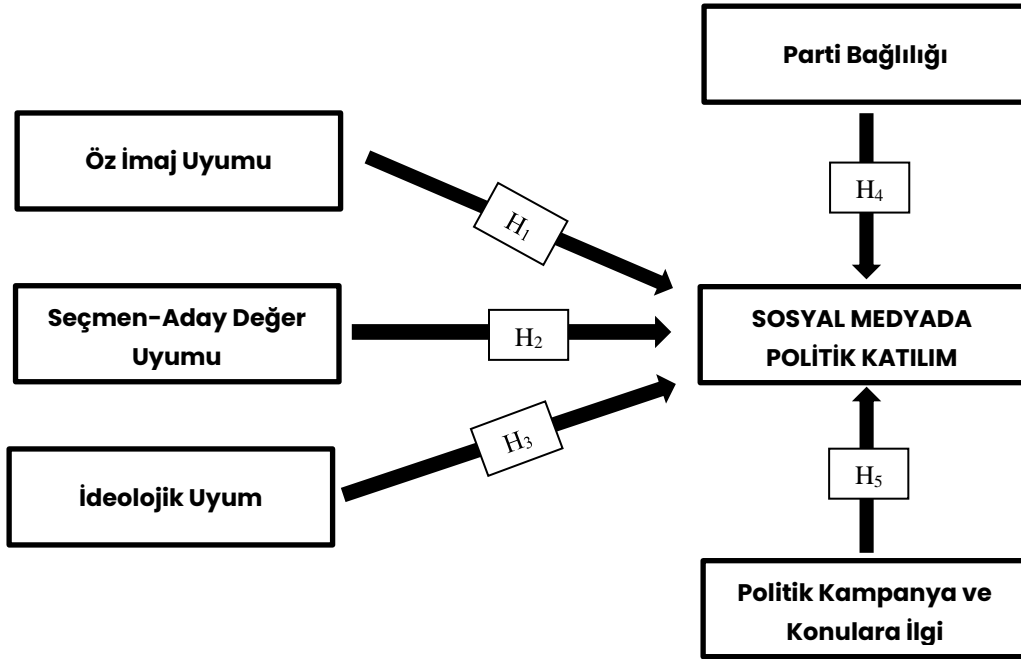 Parti Bağlılığı
Öz İmaj Uyumu
H₁
H₄
Seçmen-Aday Değer
Uyumu
H₂
SOSYAL MEDYADA
POLİTİK KATILIM
İdeolojik Uyum
H₃
H₅
Politik Kampanya ve
Konulara İlgi